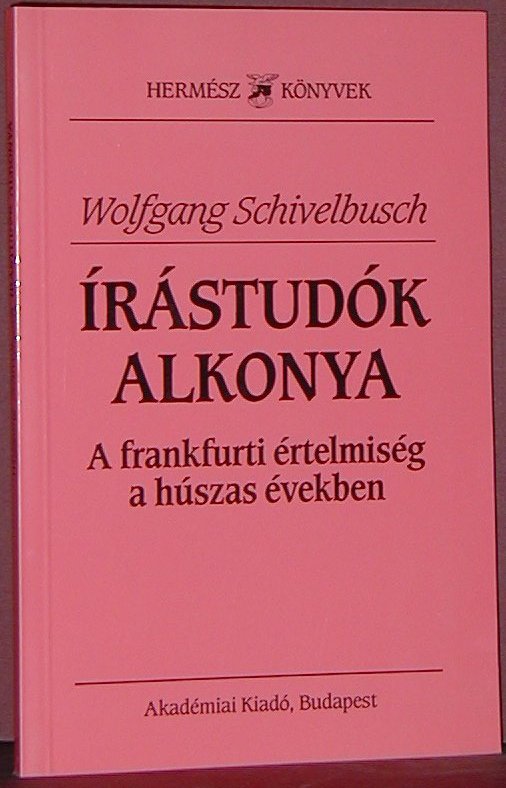 HERMÉSZ KÖNYVEK
Wolfgang Schivelbusch
ÍRÁSTUDÓK
ALKONYA
A frankfurti értelmiség
a húszas években
Akadémiai Kiadó, Budapest